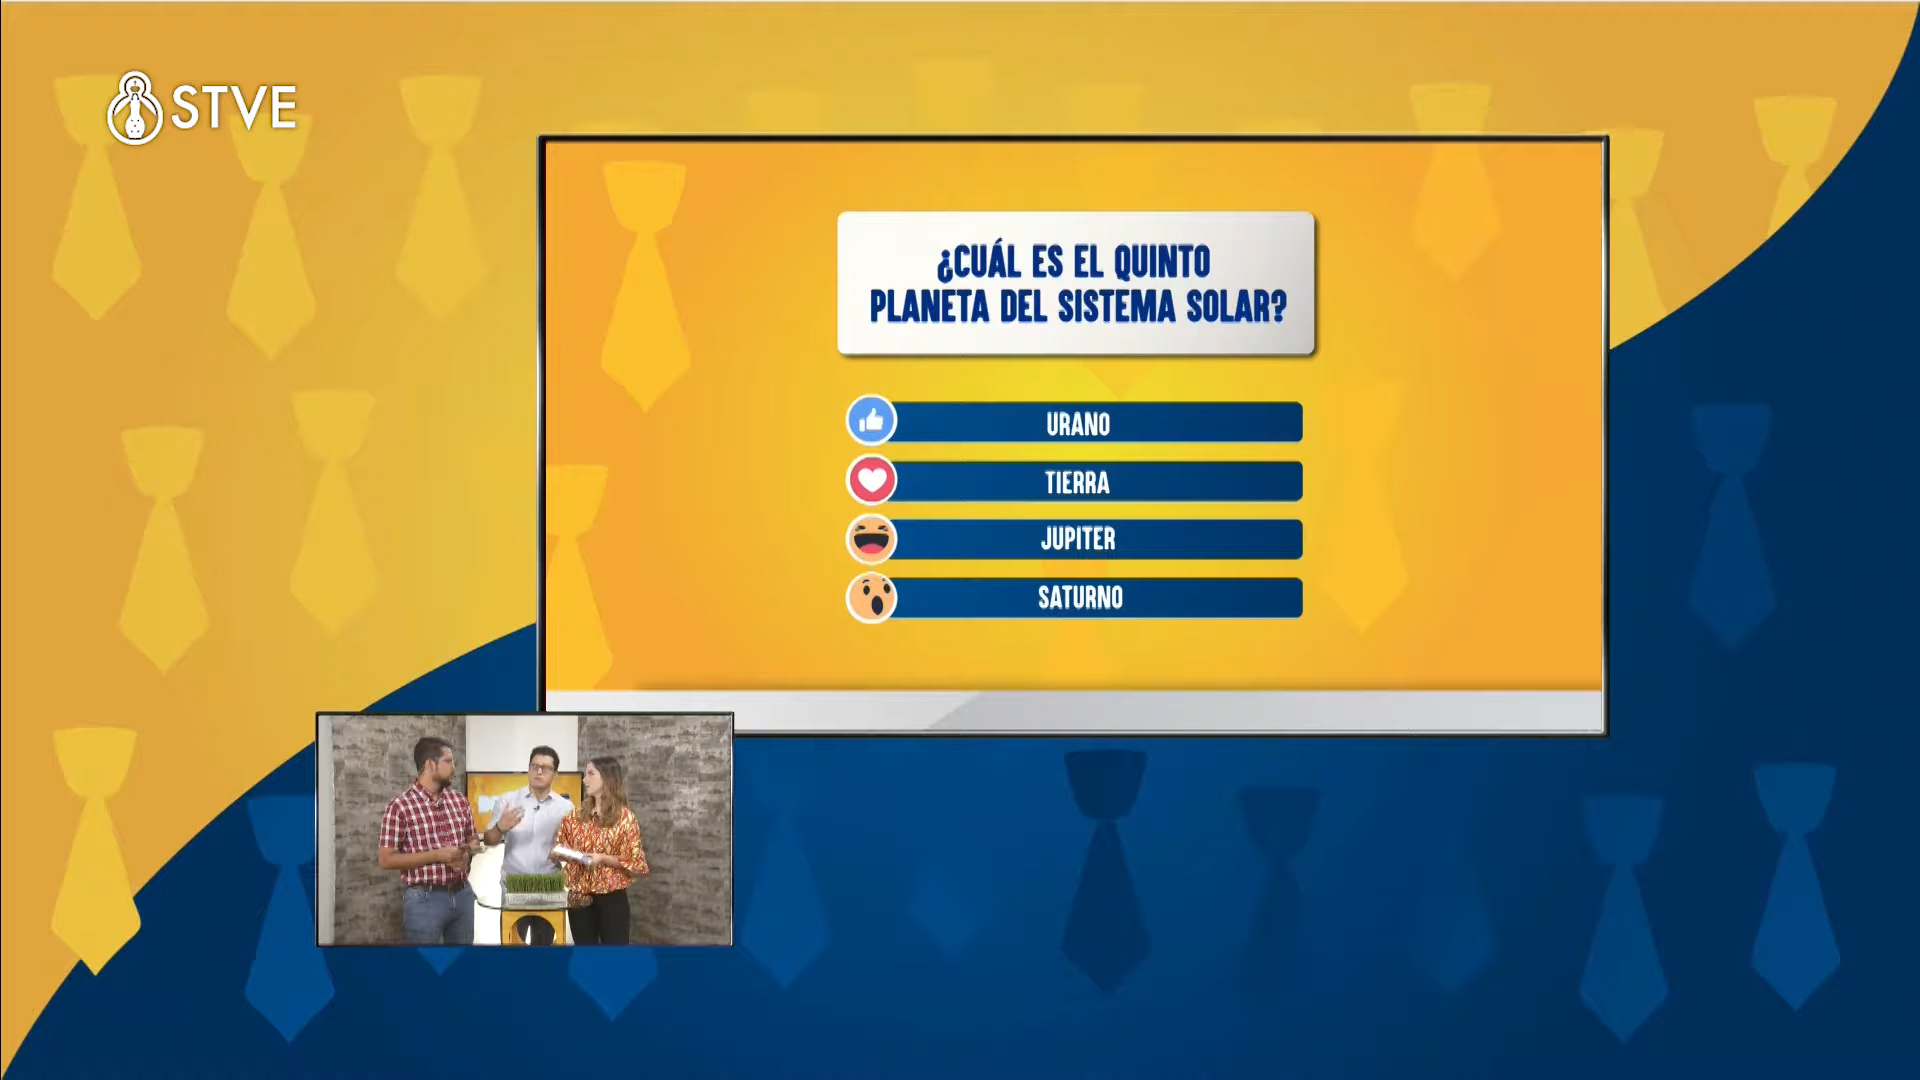 STVE
¿CUÁL ES EL QUINTO
PLANETA DEL SISTEMA SOLAR?
URANO
TIERRA
JUPITER
SATURNO